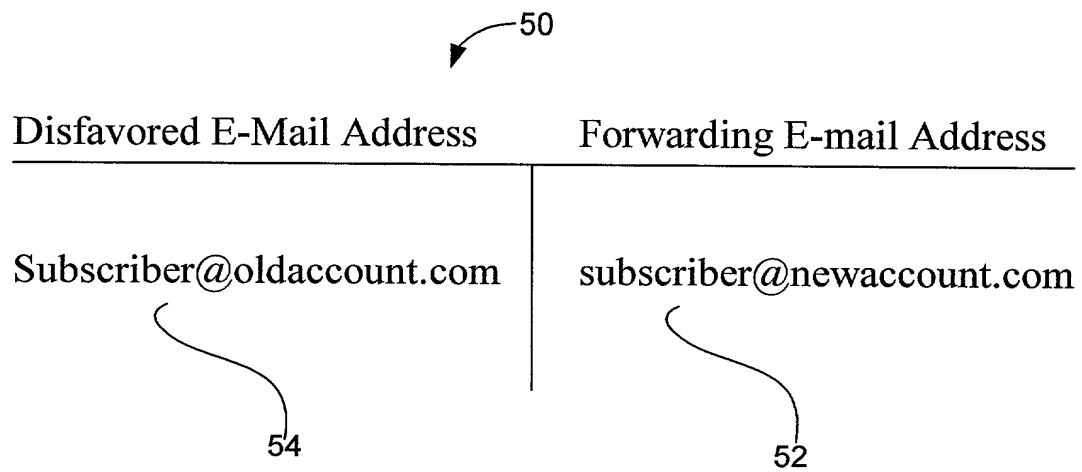 50
Disfavored E-Mail Address
Forwarding E-mail Address
Subscriber@oldaccount.com
subscriber@newaccount.com
54
52